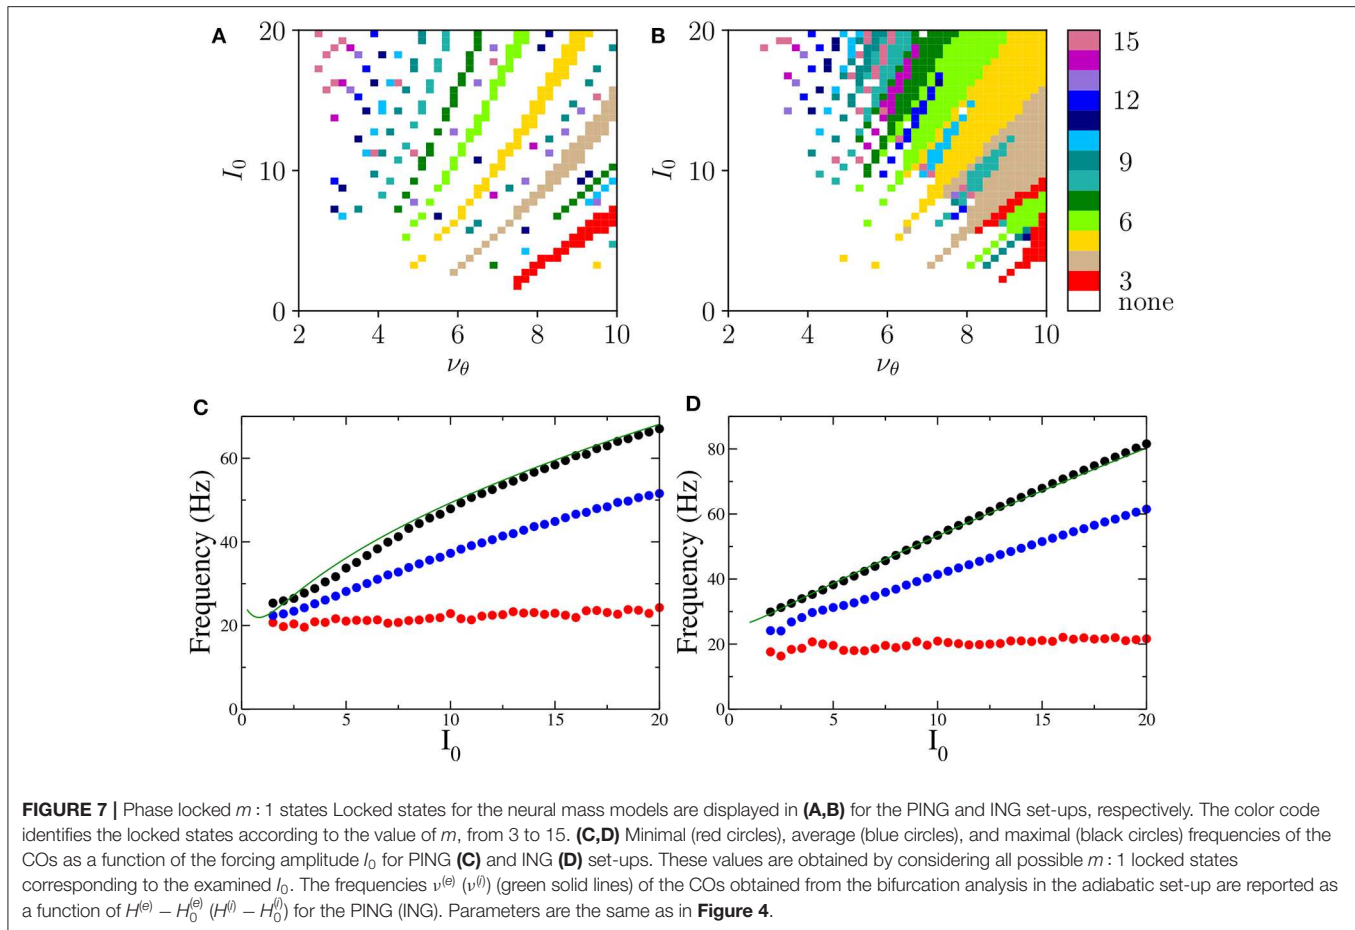 A
B
20
10
0
I₀
2 4 6 8 10
ν_θ
20
10
0
I₀
2 4 6 8 10
ν_θ
15
12
9
6
3
none
C
D
60
40
20
0
Frequency (Hz)
0 5 10 15 20
I₀
80
60
40
20
0
Frequency (Hz)
0 5 10 15 20
I₀
FIGURE 7 | Phase locked m : 1 states Locked states for the neural mass models are displayed in (A,B) for the PING and ING set-ups, respectively. The color code
identifies the locked states according to the value of m, from 3 to 15. (C,D) Minimal (red circles), average (blue circles), and maximal (black circles) frequencies of the
COs as a function of the forcing amplitude I₀ for PING (C) and ING (D) set-ups. These values are obtained by considering all possible m : 1 locked states
corresponding to the examined I₀. The frequencies ν⁽ᵉ⁾ (ν⁽ⁱ⁾) (green solid lines) of the COs obtained from the bifurcation analysis in the adiabatic set-up are reported as
a function of H⁽ᵉ⁾ − H₀⁽ᵉ⁾ (H⁽ⁱ⁾ − H₀⁽ⁱ⁾) for the PING (ING). Parameters are the same as in Figure 4.